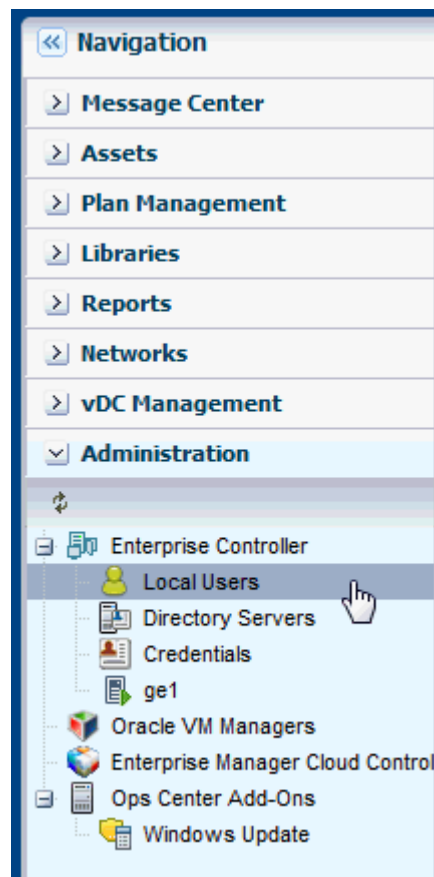 Navigation
Message Center
Assets
Plan Management
Libraries
Reports
Networks
vDC Management
Administration
Enterprise Controller
Local Users
Directory Servers
Credentials
ge1
Oracle VM Managers
Enterprise Manager Cloud Control
Ops Center Add-Ons
Windows Update